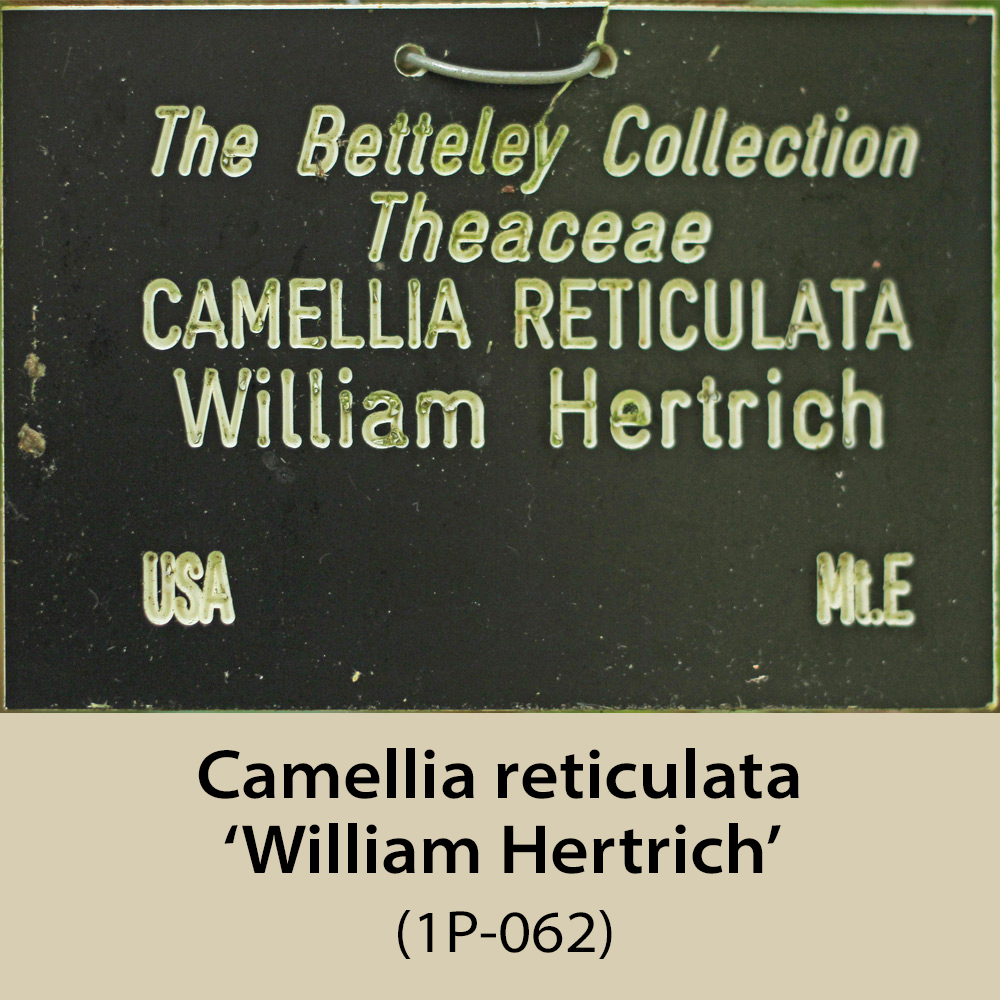 The Betteley Collection
Theaceae
CAMELLIA RETICULATA
William Hertrich
USA Mt.E
Camellia reticulata
‘William Hertrich’
(1P-062)